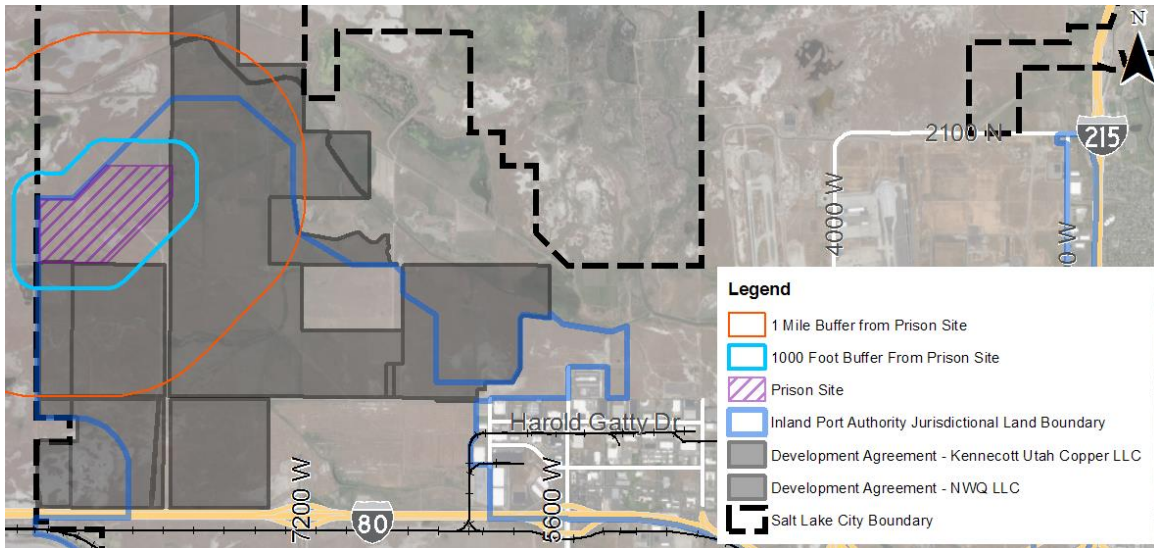 N
2100 N
215
4000 W
0 W
Legend
1 Mile Buffer from Prison Site
1000 Foot Buffer From Prison Site
Prison Site
Inland Port Authority Jurisdictional Land Boundary
Development Agreement - Kennecott Utah Copper LLC
Development Agreement - NWQ LLC
Salt Lake City Boundary
Harold Gatty Dr
7200 W
80
5600 W